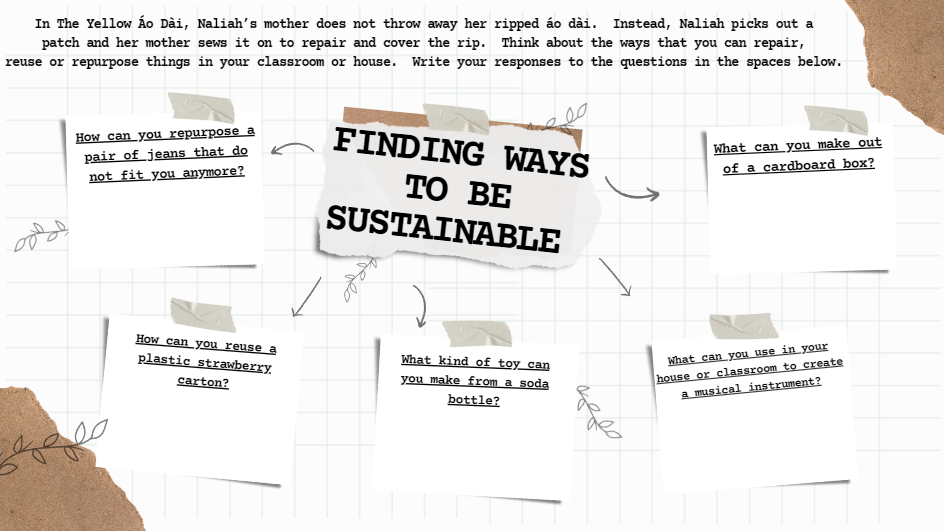 In The Yellow Áo Dài, Naliah’s mother does not throw away her ripped áo dài.  Instead, Naliah picks out a
patch and her mother sews it on to repair and cover the rip.  Think about the ways that you can repair,
reuse or repurpose things in your classroom or house.  Write your responses to the questions in the spaces below.
FINDING WAYS
TO BE
SUSTAINABLE
How can you repurpose a
pair of jeans that do
not fit you anymore?
What can you make out
of a cardboard box?
How can you reuse a
plastic strawberry
carton?
What kind of toy can
you make from a soda
bottle?
What can you use in your
house or classroom to create
a musical instrument?